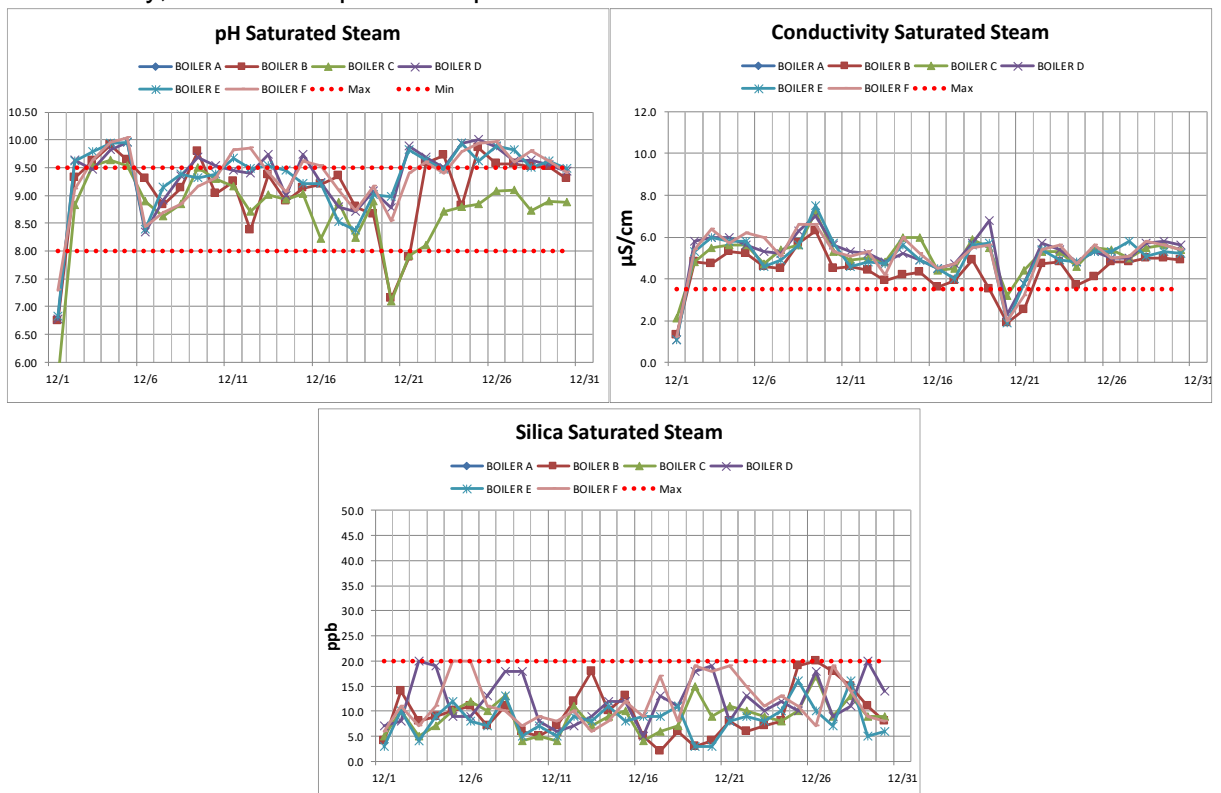 pH Saturated Steam
BOILER A BOILER B BOILER C BOILER D
BOILER E BOILER F Max Min
10.50
10.00
9.50
9.00
8.50
8.00
7.50
7.00
6.50
6.00
12/1 12/6 12/11 12/16 12/21 12/26 12/31
Conductivity Saturated Steam
BOILER A BOILER B BOILER C BOILER D
BOILER E BOILER F Max
µS/cm
12.0
10.0
8.0
6.0
4.0
2.0
0.0
12/1 12/6 12/11 12/16 12/21 12/26 12/31
Silica Saturated Steam
BOILER A BOILER B BOILER C BOILER D
BOILER E BOILER F Max
ppb
50.0
45.0
40.0
35.0
30.0
25.0
20.0
15.0
10.0
5.0
0.0
12/1 12/6 12/11 12/16 12/21 12/26 12/31